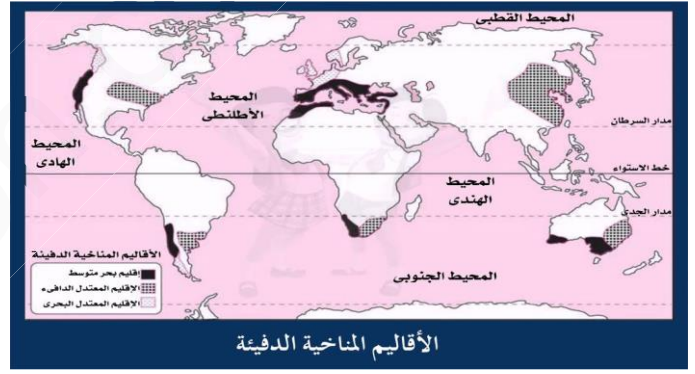 المحيط القطبى
المحيط
الأطلنطى
مدار السرطان
المحيط
الهادى
خط الاستواء
المحيط
الهندى
مدار الجدى
الأقاليم المناخية الدفيئة
إقليم بحر متوسط
الإقليم المعتدل الدافىء
الإقليم المعتدل البحرى
المحيط الجنوبى
الأقاليم المناخية الدفيئة